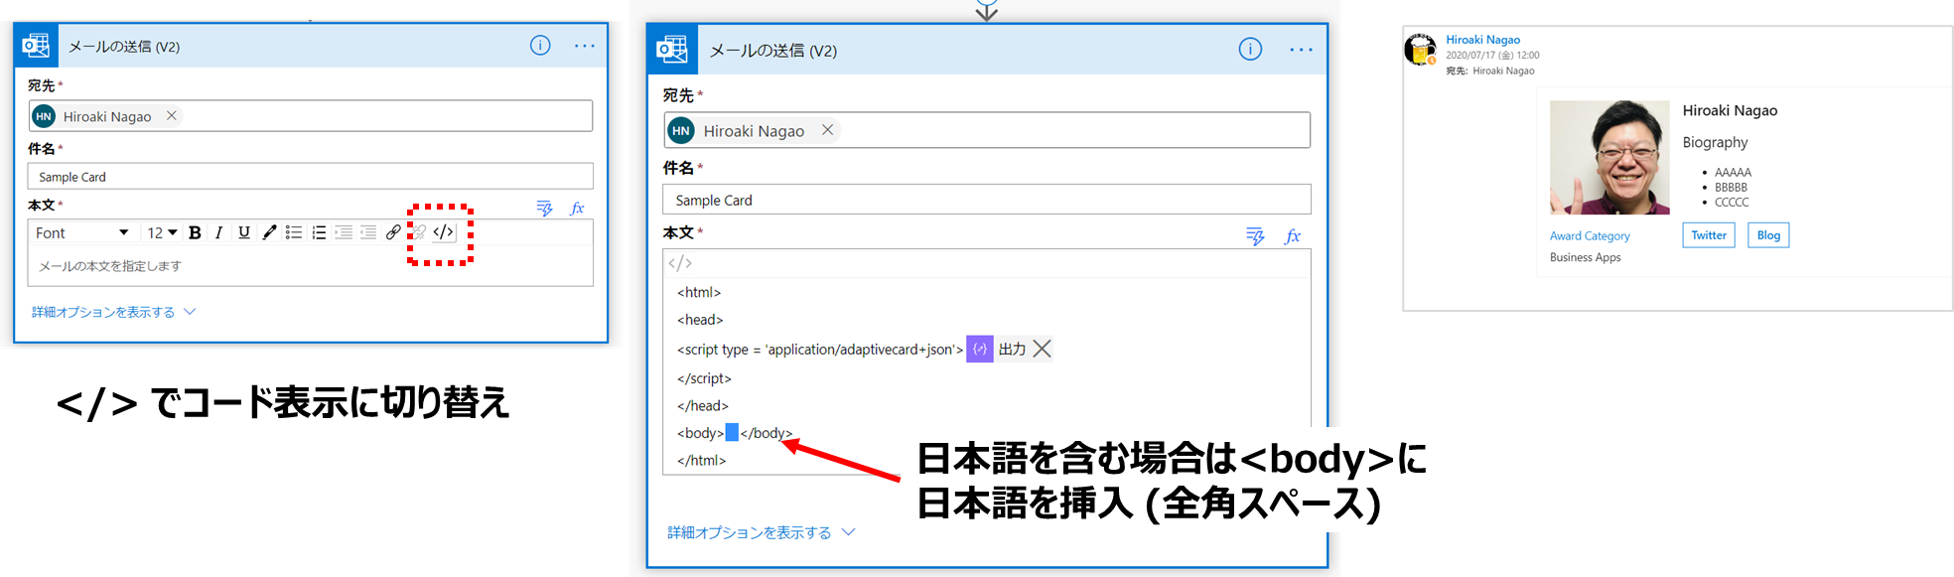 メールの送信 (V2)
宛先*
HN Hiroaki Nagao ×
件名*
Sample Card
本文*
fx
Font 12 B I U </>
メールの本文を指定します
詳細オプションを表示する
</> でコード表示に切り替え
メールの送信 (V2)
宛先*
HN Hiroaki Nagao ×
件名*
Sample Card
本文*
fx
</>
<html>
<head>
<script type = 'application/adaptivecard+json'> 出力 ×
</script>
</head>
<body> </body>
</html>
詳細オプションを表示する
日本語を含む場合は<body>に
日本語を挿入 (全角スペース)
Hiroaki Nagao
2020/07/17 (金) 12:00
宛先: Hiroaki Nagao
Hiroaki Nagao
Biography
• AAAAA
• BBBBB
• CCCCC
Twitter Blog
Award Category
Business Apps